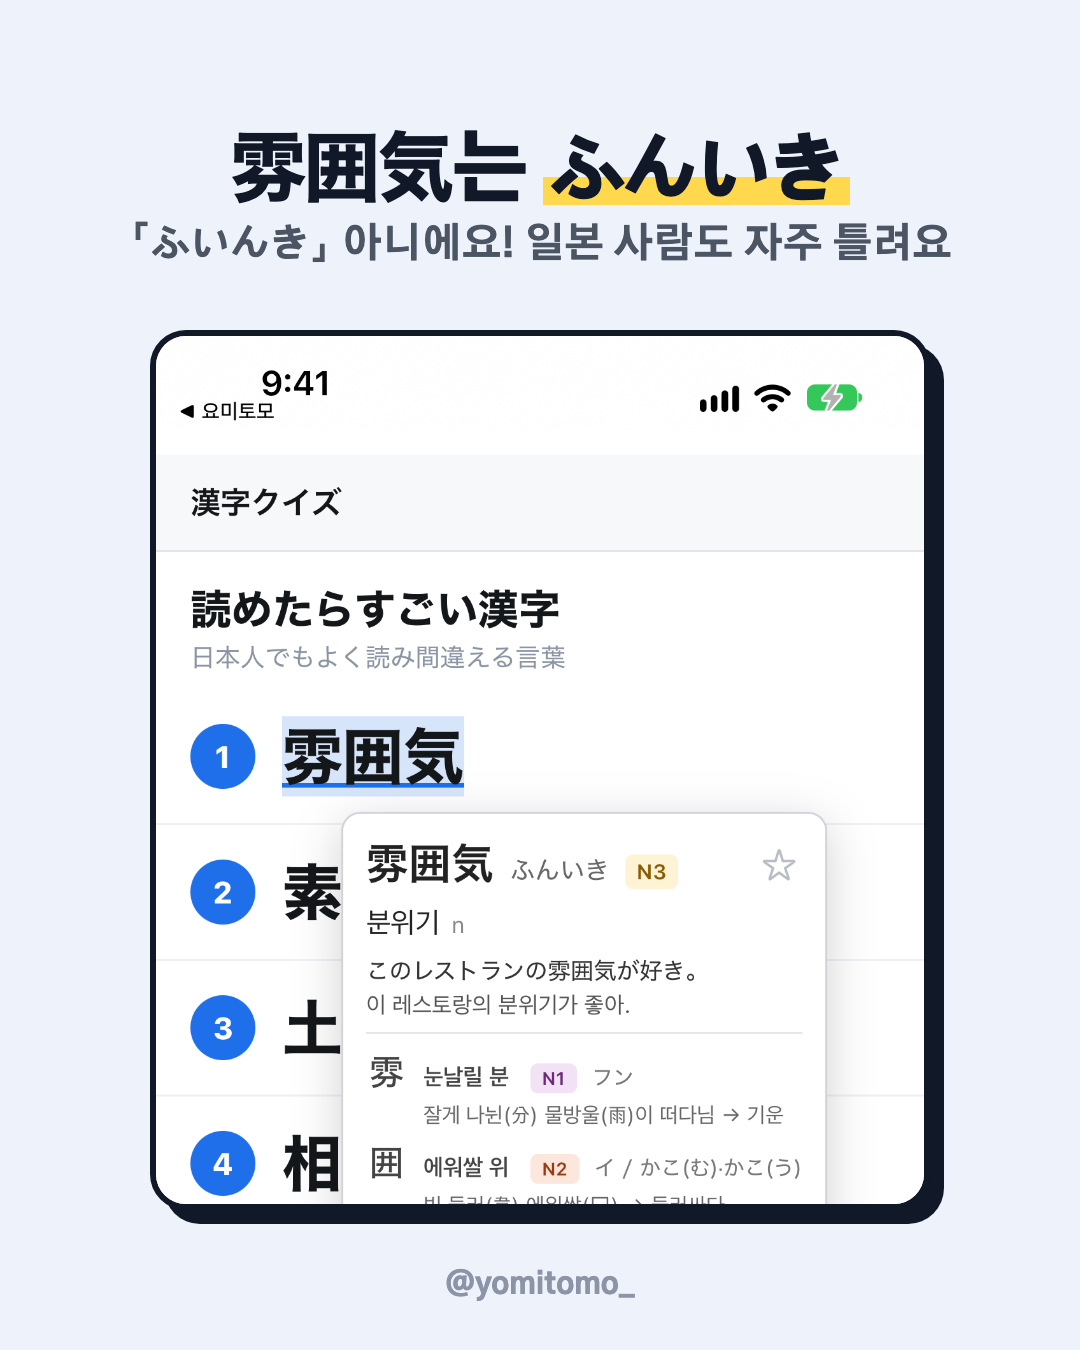 雰囲気는 ふんいき
「ふいんき」 아니에요! 일본 사람도 자주 틀려요
9:41
◀ 요미토모
漢字クイズ
読めたらすごい漢字
日本人でもよく読み間違える言葉
1 雰囲気
雰囲気 ふんいき N3
분위기 n
このレストランの雰囲気が好き。
이 레스토랑의 분위기가 좋아.
2 素
3 土
4 相
雰 눈날릴 분 N1 フン
잘게 나뉜(分) 물방울(雨)이 떠다님 → 기운
囲 에워쌀 위 N2 イ / かこ(む)·かこ(う)
@yomitomo_